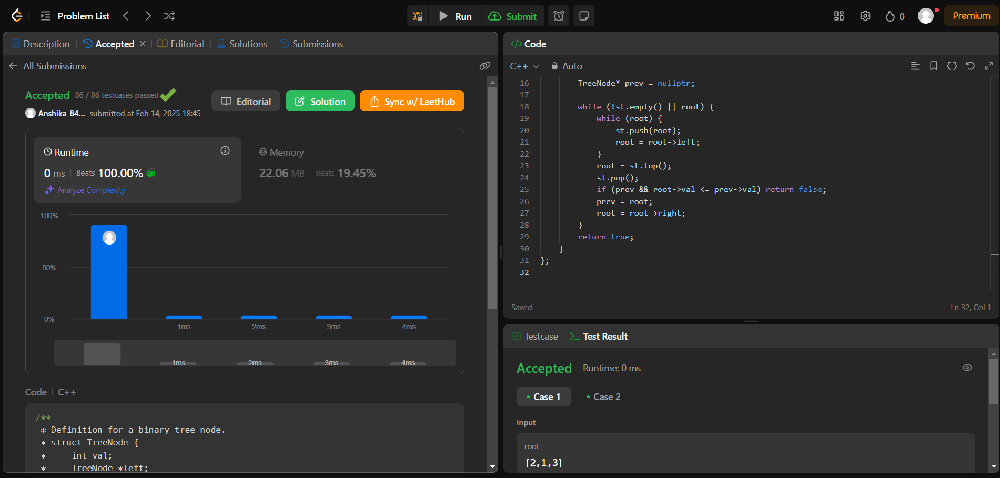 Problem List
Run
Submit
0
Premium
Description
Accepted
Editorial
Solutions
Submissions
All Submissions
Accepted 86 / 86 testcases passed
Anshika_84... submitted at Feb 14, 2025 18:45
Editorial
Solution
Sync w/ LeetHub
Runtime
0 ms Beats 100.00%
Analyze Complexity
Memory
22.06 MB Beats 19.45%
100%
50%
0%
1ms 2ms 3ms 4ms
1ms 2ms 3ms 4ms
Code C++
/**
* Definition for a binary tree node.
* struct TreeNode {
* int val;
* TreeNode *left;
</> Code
C++ Auto
16 TreeNode* prev = nullptr;
17
18 while (!st.empty() || root) {
19 while (root) {
20 st.push(root);
21 root = root->left;
22 }
23 root = st.top();
24 st.pop();
25 if (prev && root->val <= prev->val) return false;
26 prev = root;
27 root = root->right;
28 }
29 return true;
30 }
31 };
32
Saved
Ln 32, Col 1
Testcase
Test Result
Accepted Runtime: 0 ms
• Case 1 • Case 2
Input
root =
[2,1,3]